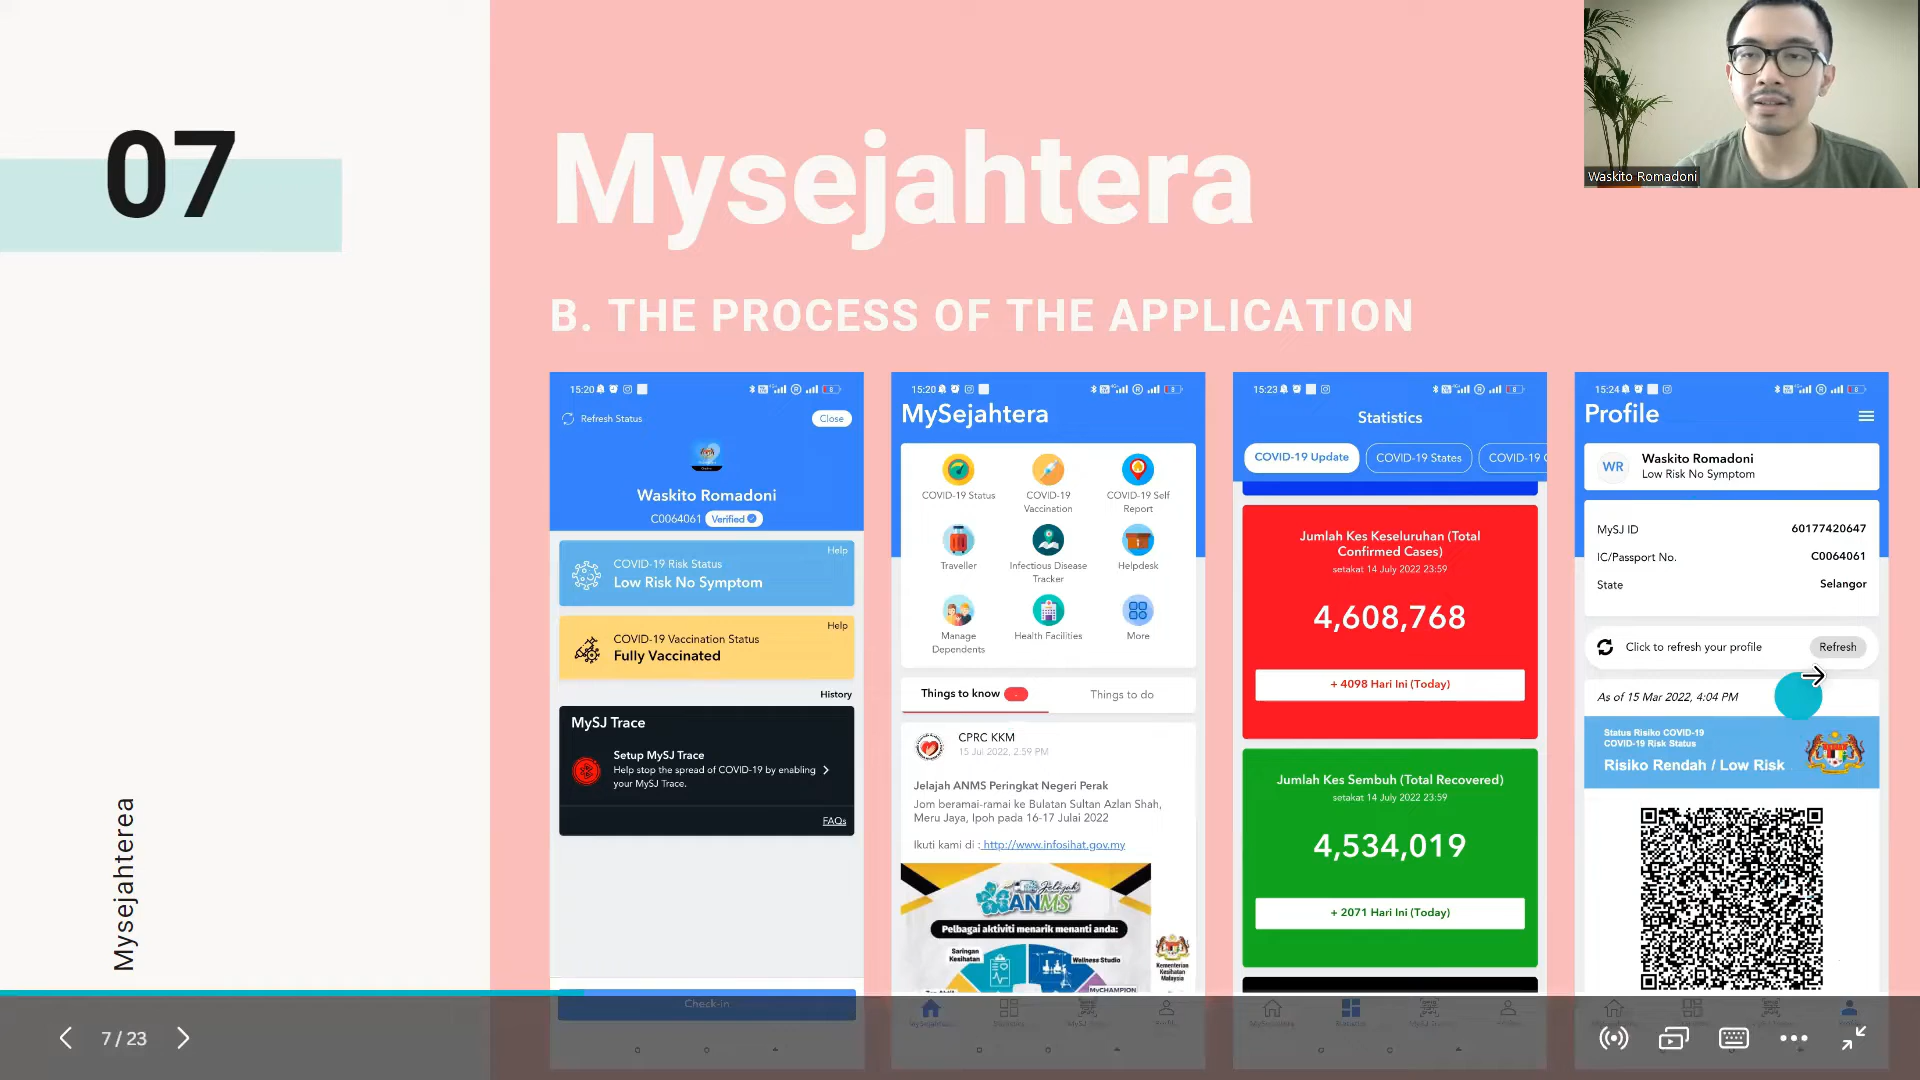 07
Mysejahtera
B. THE PROCESS OF THE APPLICATION
Waskito Romadoni
Mysejahterea
15:20
Refresh Status
Close
Waskito Romadoni
C0064061 Verified
Help
COVID-19 Risk Status
Low Risk No Symptom
Help
COVID-19 Vaccination Status
Fully Vaccinated
History
MySJ Trace
Setup MySJ Trace
Help stop the spread of COVID-19 by enabling
your MySJ Trace.
FAQs
Check-in
15:20
MySejahtera
COVID-19 Status
COVID-19
Vaccination
COVID-19 Self
Report
Traveller
Infectious Disease
Tracker
Helpdesk
Manage
Dependents
Health Facilities
More
Things to know
Things to do
CPRC KKM
15 Jul 2022, 2:59 PM
Jelajah ANMS Peringkat Negeri Perak
Jom beramai-ramai ke Bulatan Sultan Azlan Shah,
Meru Jaya, Ipoh pada 16-17 Julai 2022
Ikuti kami di : http://www.infosihat.gov.my
Jelajah
ANMS
Pelbagai aktiviti menarik menanti anda:
Saringan
Kesihatan
Wellness Studio
MyCHAMPION
Kementerian
Kesihatan
Malaysia
15:23
Statistics
COVID-19 Update
COVID-19 States
COVID-19
Jumlah Kes Keseluruhan (Total
Confirmed Cases)
setakat 14 July 2022 23:59
4,608,768
+ 4098 Hari Ini (Today)
Jumlah Kes Sembuh (Total Recovered)
setakat 14 July 2022 23:59
4,534,019
+ 2071 Hari Ini (Today)
15:24
Profile
WR
Waskito Romadoni
Low Risk No Symptom
MySJ ID 60177420647
IC/Passport No. C0064061
State Selangor
Click to refresh your profile Refresh
As of 15 Mar 2022, 4:04 PM
Status Risiko COVID-19
COVID-19 Risk Status
Risiko Rendah / Low Risk
7 / 23